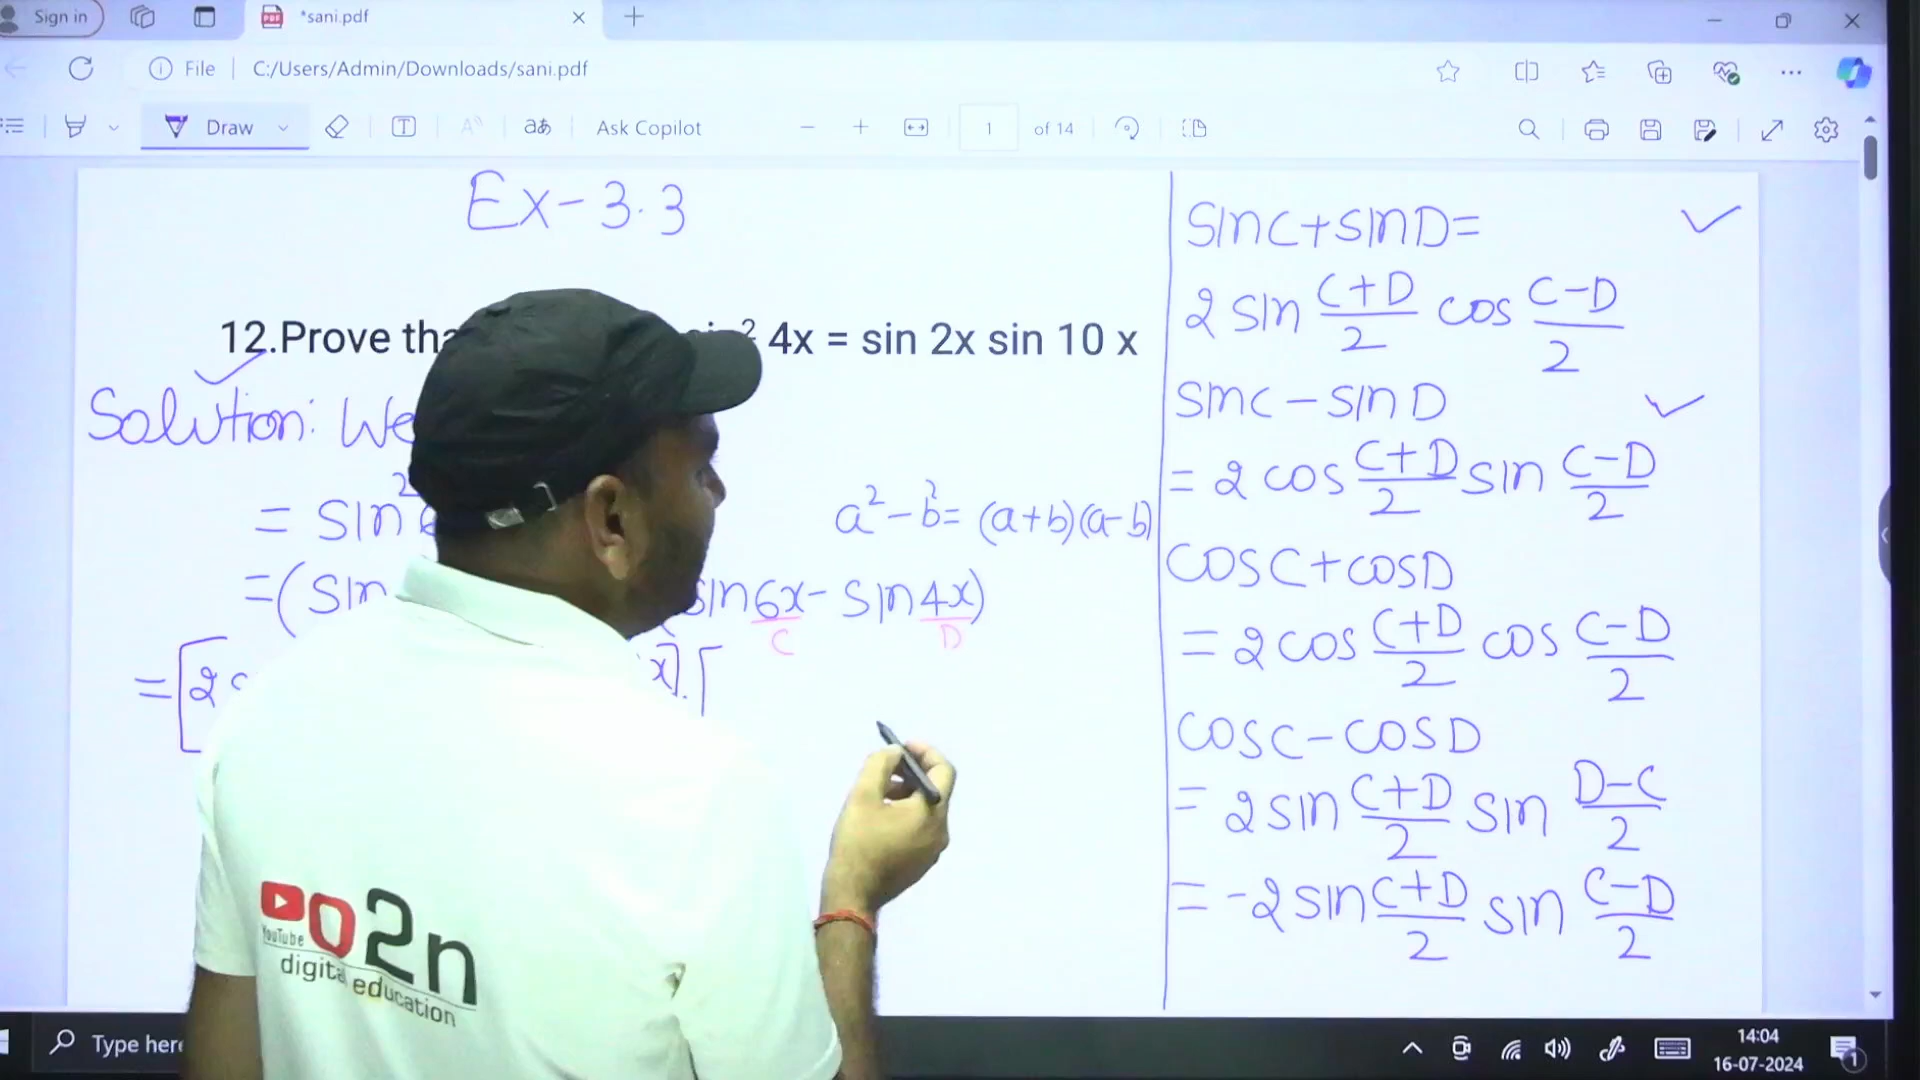 Sign in
*sani.pdf
File
C:/Users/Admin/Downloads/sani.pdf
Draw
Ask Copilot
1
of 14
Ex-3.3
12.Prove tha
² 4x = sin 2x sin 10 x
Solution: We
= sin²
a²-b²= (a+b)(a-b)
=(sin
sin6x- sin4x)
C
D
=[2
x].[
sinC+sinD=
2 sin C+D/2 cos C-D/2
sinC-sinD
= 2 cos C+D/2 sin C-D/2
cosC+cosD
= 2 cos C+D/2 cos C-D/2
cosC-cosD
= 2 sin C+D/2 sin D-C/2
= -2 sin C+D/2 sin C-D/2
YouTube
o2n
digital education
Type here
14:04
16-07-2024
1